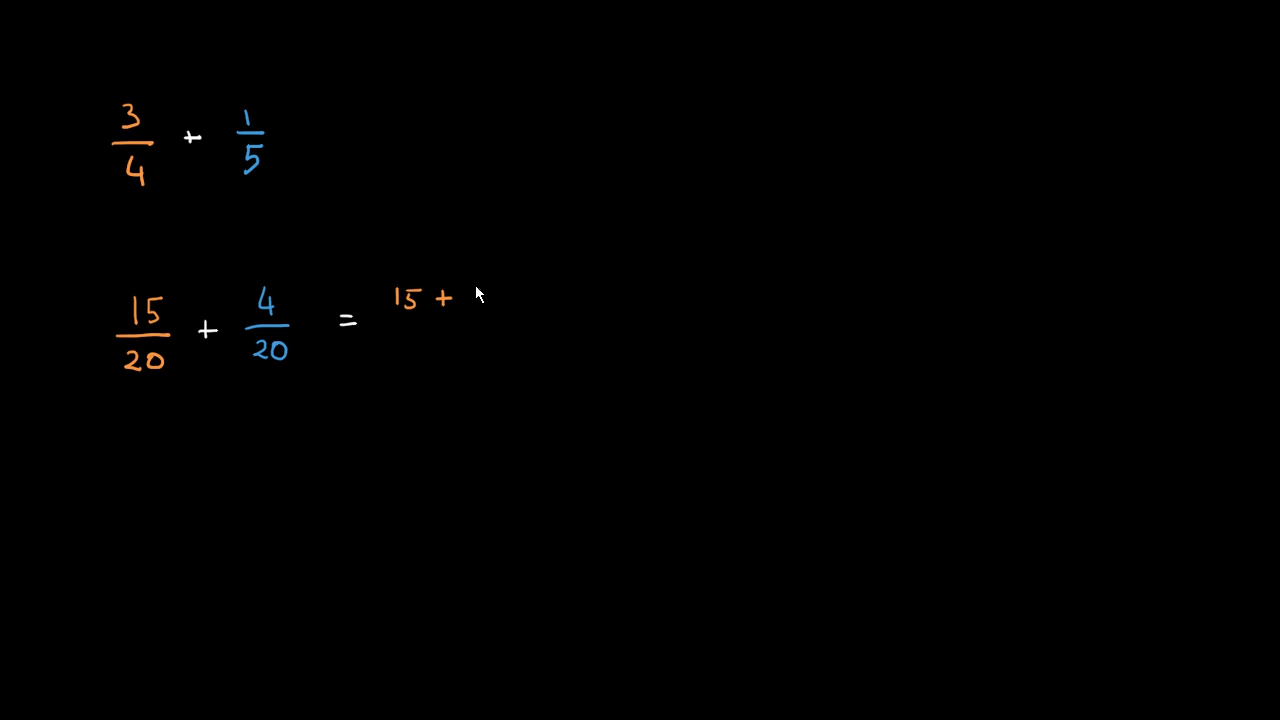 3/4 + 1/5
15/20 + 4/20 = 15 +